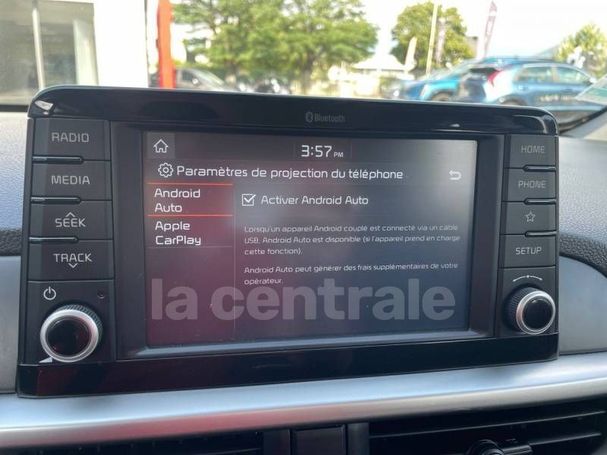 Bluetooth
RADIO
MEDIA
SEEK
TRACK
3:57 PM
Paramètres de projection du téléphone
Android
Auto
Apple
CarPlay
Activer Android Auto
Lorsqu'un appareil Android couplé est connecté via un câble
USB, Android Auto est disponible (si l'appareil prend en charge
cette fonction).
Android Auto peut générer des frais supplémentaires de votre
opérateur.
la centrale
HOME
PHONE
SETUP